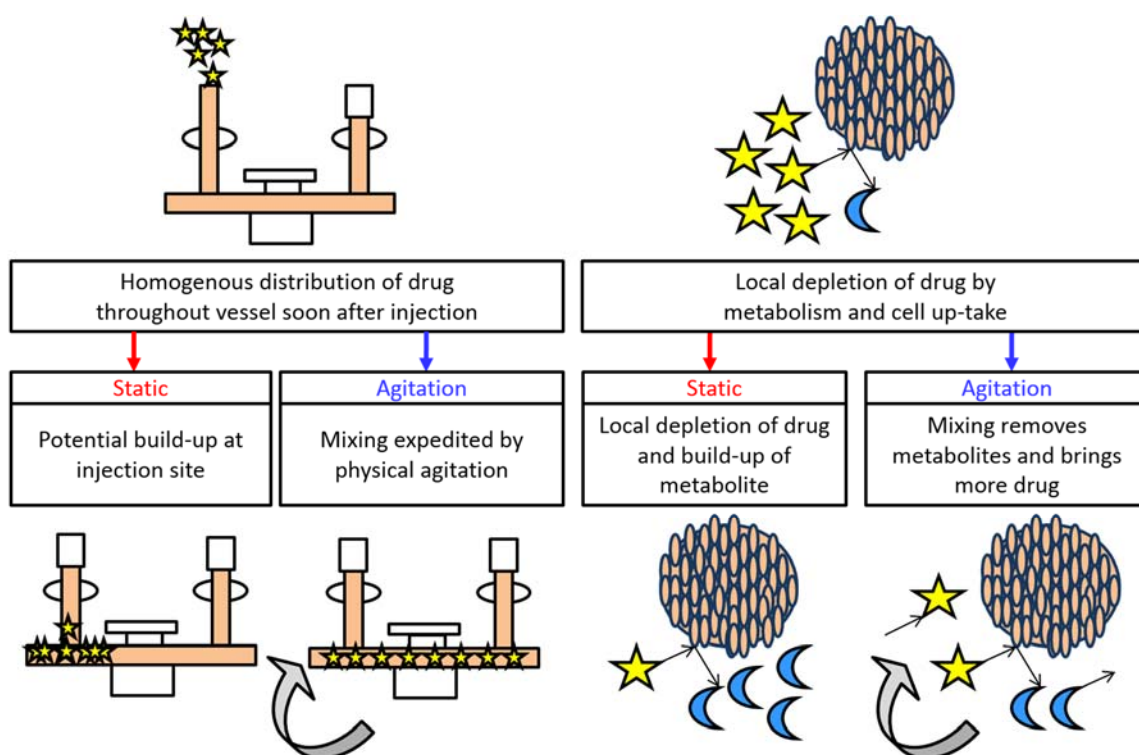 Homogenous distribution of drug
throughout vessel soon after injection
Local depletion of drug by
metabolism and cell up-take
Static
Agitation
Static
Agitation
Potential build-up at
injection site
Mixing expedited by
physical agitation
Local depletion of drug
and build-up of
metabolite
Mixing removes
metabolites and brings
more drug